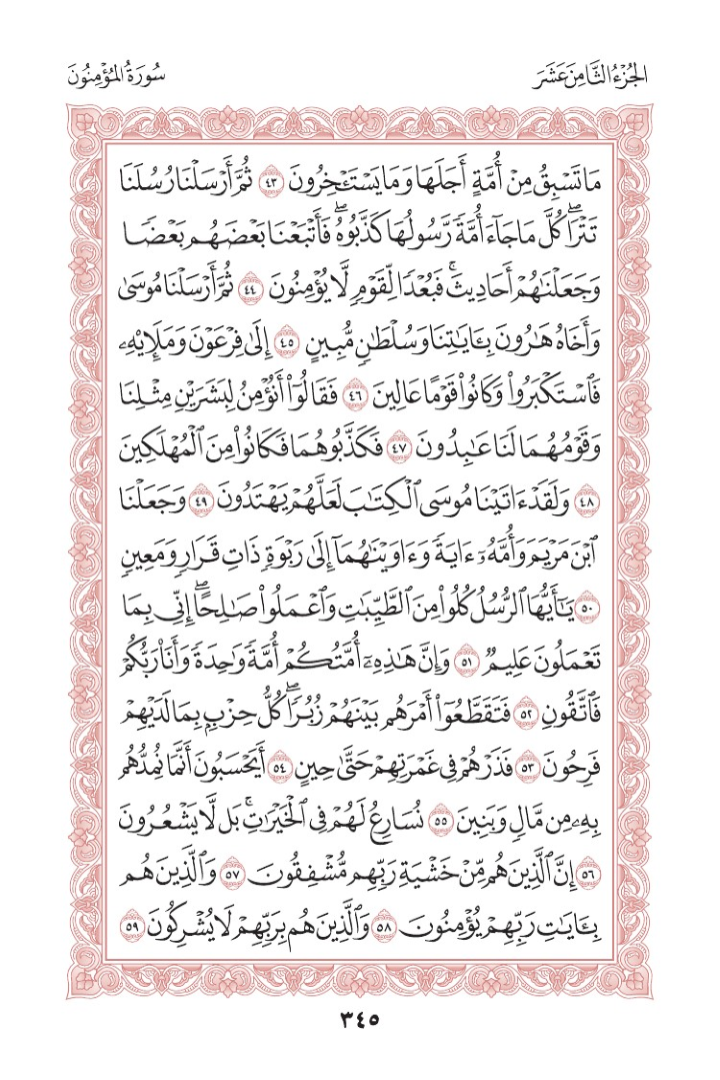 الجُزْءُ الثَّامِنَ عَشَرَ
سُورَةُ المُؤْمِنُونَ
مَا تَسْبِقُ مِنْ أُمَّةٍ أَجَلَهَا وَمَا يَسْتَـْٔخِرُونَ ٤٣ ثُمَّ أَرْسَلْنَا رُسُلَنَا
تَتْرَاۖ كُلَّ مَا جَآءَ أُمَّةٗ رَّسُولُهَا كَذَّبُوهُۖ فَأَتْبَعْنَا بَعْضَهُم بَعْضٗا
وَجَعَلْنَٰهُمْ أَحَادِيثَۚ فَبُعْدٗا لِّقَوْمٖ لَّا يُؤْمِنُونَ ٤٤ ثُمَّ أَرْسَلْنَا مُوسَىٰ
وَأَخَاهُ هَٰرُونَ بِـَٔايَٰتِنَا وَسُلْطَٰنٖ مُّبِينٍ ٤٥ إِلَىٰ فِرْعَوْنَ وَمَلَإِيْهِۦ
فَٱسْتَكْبَرُوا۟ وَكَانُوا۟ قَوْمًا عَالِينَ ٤٦ فَقَالُوٓا۟ أَنُؤْمِنُ لِبَشَرَيْنِ مِثْلِنَا
وَقَوْمُهُمَا لَنَا عَٰبِدُونَ ٤٧ فَكَذَّبُوهُمَا فَكَانُوا۟ مِنَ ٱلْمُهْلَكِينَ
٤٨ وَلَقَدْ ءَاتَيْنَا مُوسَى ٱلْكِتَٰبَ لَعَلَّهُمْ يَهْتَدُونَ ٤٩ وَجَعَلْنَا
ٱبْنَ مَرْيَمَ وَأُمَّهُۥٓ ءَايَةٗ وَءَاوَيْنَٰهُمَآ إِلَىٰ رَبْوَةٖ ذَاتِ قَرَارٖ وَمَعِينٖ
٥٠ يَٰٓأَيُّهَا ٱلرُّسُلُ كُلُوا۟ مِنَ ٱلطَّيِّبَٰتِ وَٱعْمَلُوا۟ صَٰلِحًاۖ إِنِّي بِمَا
تَعْمَلُونَ عَلِيمٞ ٥١ وَإِنَّ هَٰذِهِۦٓ أُمَّتُكُمْ أُمَّةٗ وَٰحِدَةٗ وَأَنَا۠ رَبُّكُمْ
فَٱتَّقُونِ ٥٢ فَتَقَطَّعُوٓا۟ أَمْرَهُم بَيْنَهُمْ زُبُرٗاۖ كُلُّ حِزْبِۭ بِمَا لَدَيْهِمْ
فَرِحُونَ ٥٣ فَذَرْهُمْ فِي غَمْرَتِهِمْ حَتَّىٰ حِينٍ ٥٤ أَيَحْسَبُونَ أَنَّمَا نُمِدُّهُم
بِهِۦ مِن مَّالٖ وَبَنِينَ ٥٥ نُسَارِعُ لَهُمْ فِي ٱلْخَيْرَٰتِۚ بَل لَّا يَشْعُرُونَ
٥٦ إِنَّ ٱلَّذِينَ هُم مِّنْ خَشْيَةِ رَبِّهِم مُّشْفِقُونَ ٥٧ وَٱلَّذِينَ هُم
بِـَٔايَٰتِ رَبِّهِمْ يُؤْمِنُونَ ٥٨ وَٱلَّذِينَ هُم بِرَبِّهِمْ لَا يُشْرِكُونَ ٥٩
٣٤٥